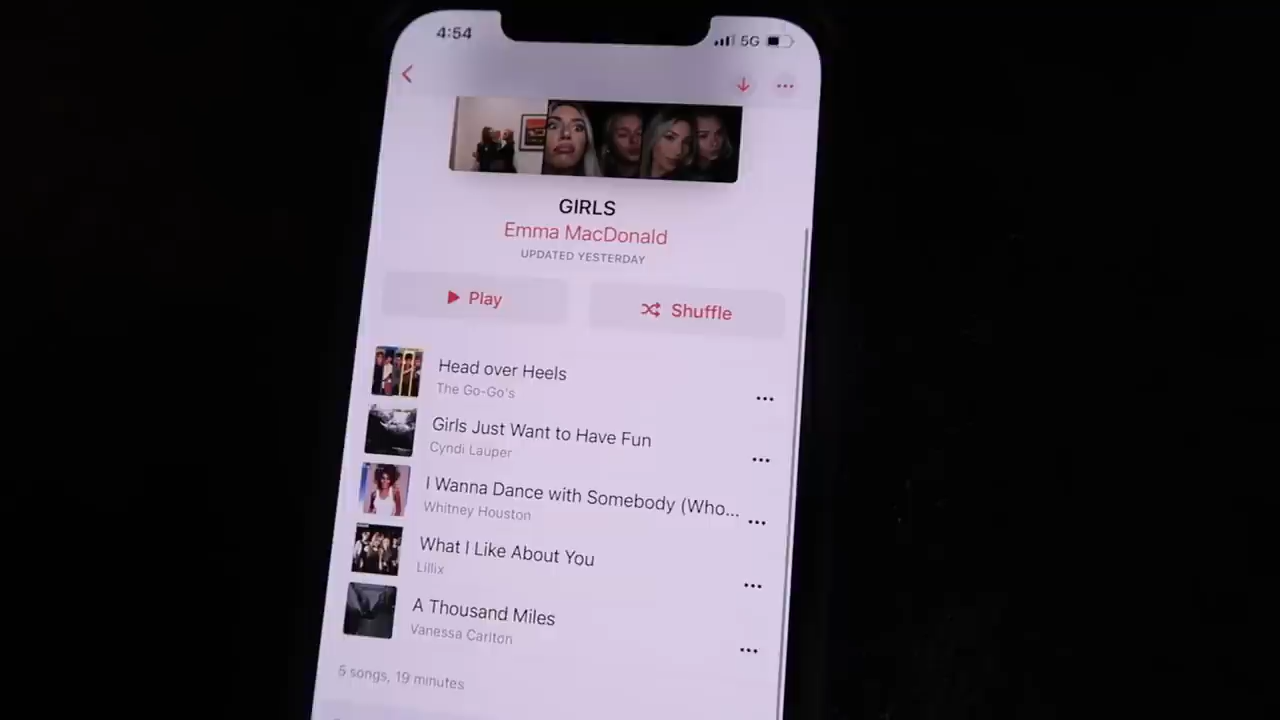 4:54
5G
GIRLS
Emma MacDonald
UPDATED YESTERDAY
Play
Shuffle
Head over Heels
The Go-Go's
Girls Just Want to Have Fun
Cyndi Lauper
I Wanna Dance with Somebody (Who...
Whitney Houston
What I Like About You
Lillix
A Thousand Miles
Vanessa Carlton
5 songs, 19 minutes